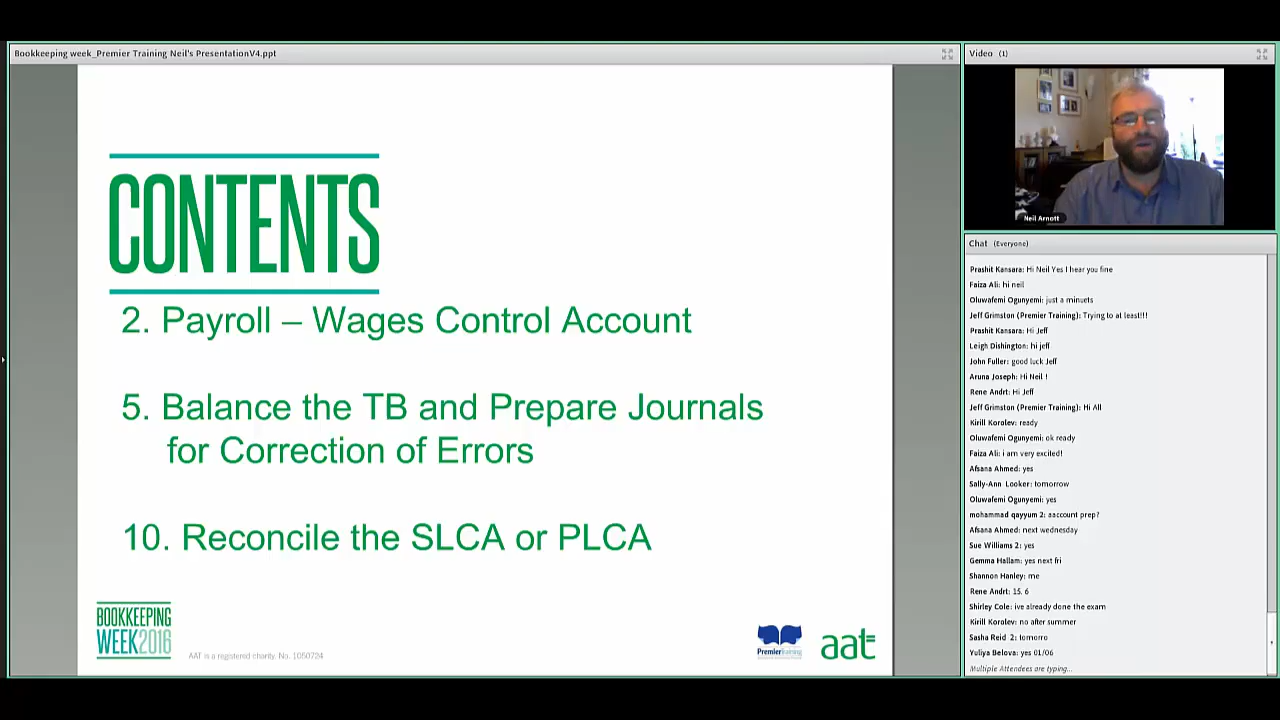 Bookkeeping week_Premier Training Neil's PresentationV4.ppt
CONTENTS
2. Payroll – Wages Control Account
5. Balance the TB and Prepare Journals
for Correction of Errors
10. Reconcile the SLCA or PLCA
BOOKKEEPING
WEEK2016
AAT is a registered charity. No. 1050724
PremierTraining
aat
Video (1)
Neil Arnott
Chat (Everyone)
Prashit Kansara: Hi Neil Yes I hear you fine
Faiza Ali: hi neil
Oluwafemi Ogunyemi: just a minuets
Jeff Grimston (Premier Training): Trying to at least!!!
Prashit Kansara: Hi Jeff
Leigh Dishington: hi jeff
John Fuller: good luck Jeff
Aruna Joseph: Hi Neil !
Rene Andrt: Hi Jeff
Jeff Grimston (Premier Training): Hi All
Kirill Korolev: ready
Oluwafemi Ogunyemi: ok ready
Faiza Ali: i am very exciled!
Afsana Ahmed: yes
Sally-Ann Looker: tomorrow
Oluwafemi Ogunyemi: yes
mohammad qayyum 2: aaccount prep?
Afsana Ahmed: next wednesday
Sue Williams 2: yes
Gemma Hallam: yes next fri
Shannon Hanley: me
Rene Andrt: 15. 6
Shirley Cole: ive already done the exam
Kirill Korolev: no after summer
Sasha Reid 2: tomorro
Yuliya Belova: yes 01/06
Multiple Attendees are typing...